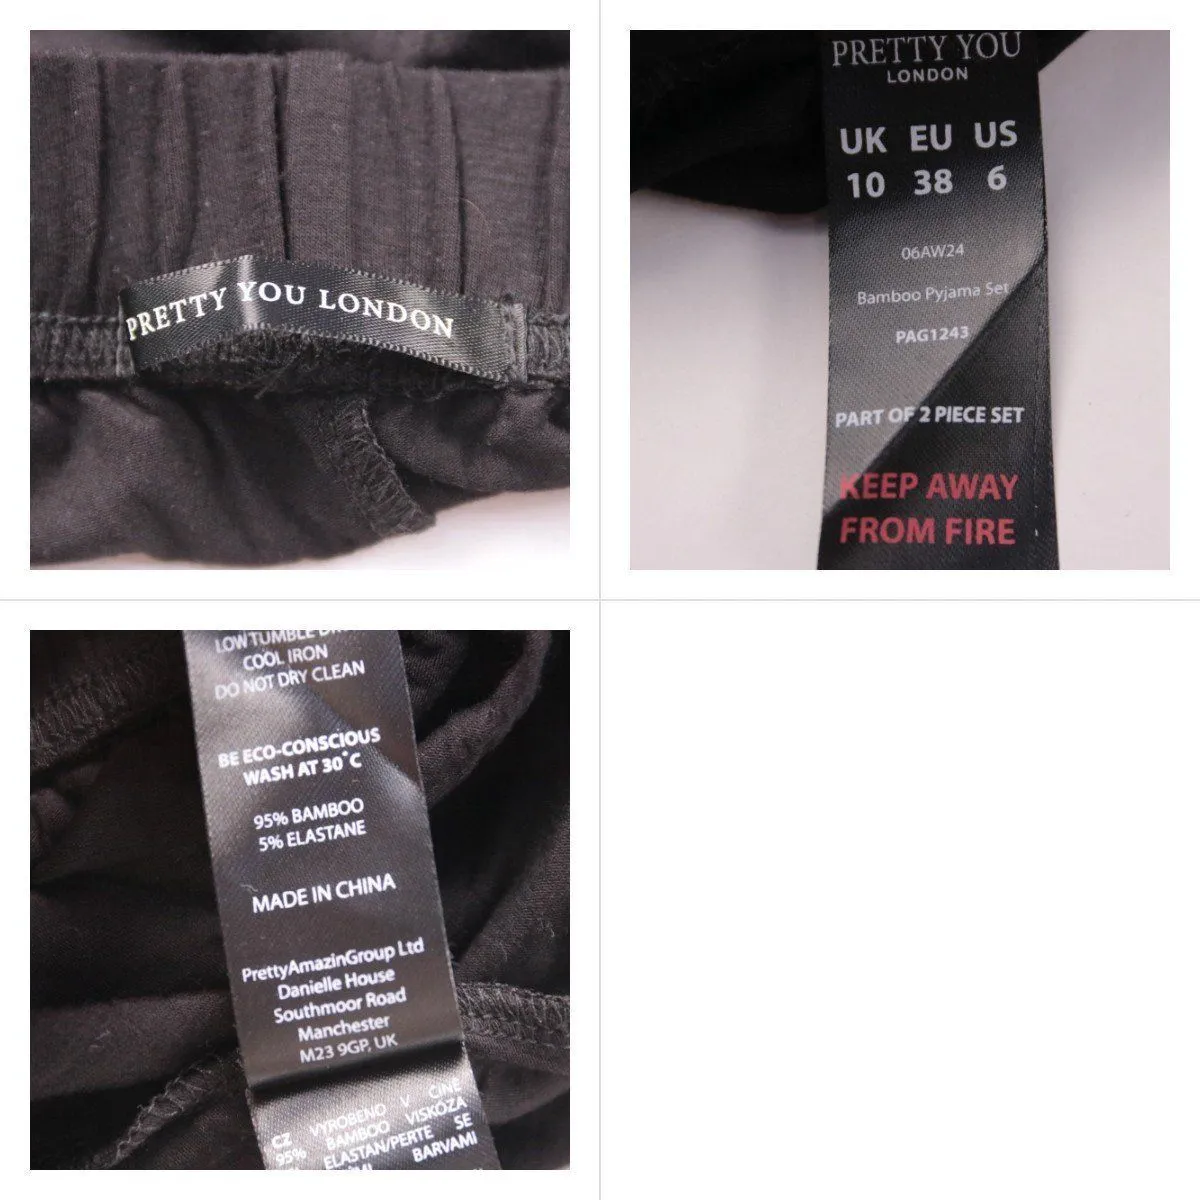 PRETTY YOU LONDON
PRETTY YOU
LONDON
UK EU US
10 38 6
06AW24
Bamboo Pyjama Set
PAG1243
PART OF 2 PIECE SET
KEEP AWAY
FROM FIRE
LOW TUMBLE
COOL IRON
DO NOT DRY CLEAN
BE ECO-CONSCIOUS
WASH AT 30°C
95% BAMBOO
5% ELASTANE
MADE IN CHINA
PrettyAmazinGroup Ltd
Danielle House
Southmoor Road
Manchester
M23 9GP, UK
CZ VYROBENO V ČÍNĚ
95% BAMBOO VISKÓZA
ELASTAN/PERTE SE
BARVAMI